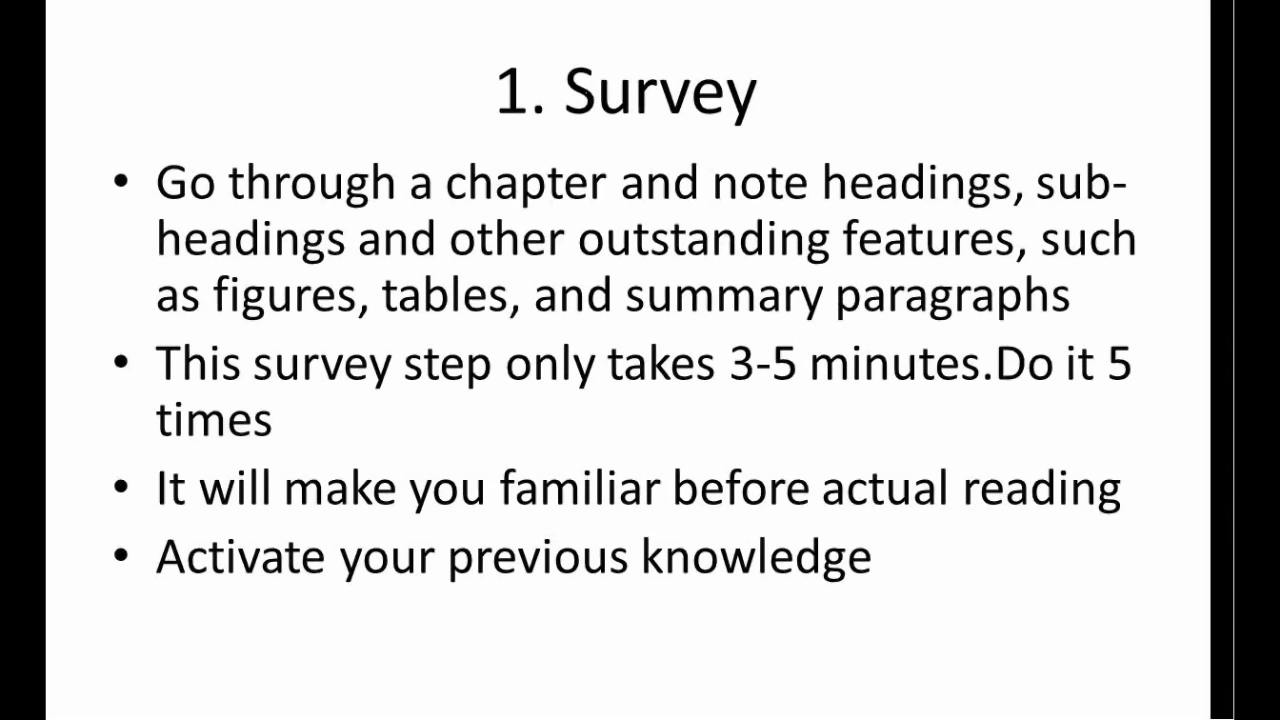 1. Survey
• Go through a chapter and note headings, sub-
headings and other outstanding features, such
as figures, tables, and summary paragraphs
• This survey step only takes 3-5 minutes.Do it 5
times
• It will make you familiar before actual reading
• Activate your previous knowledge